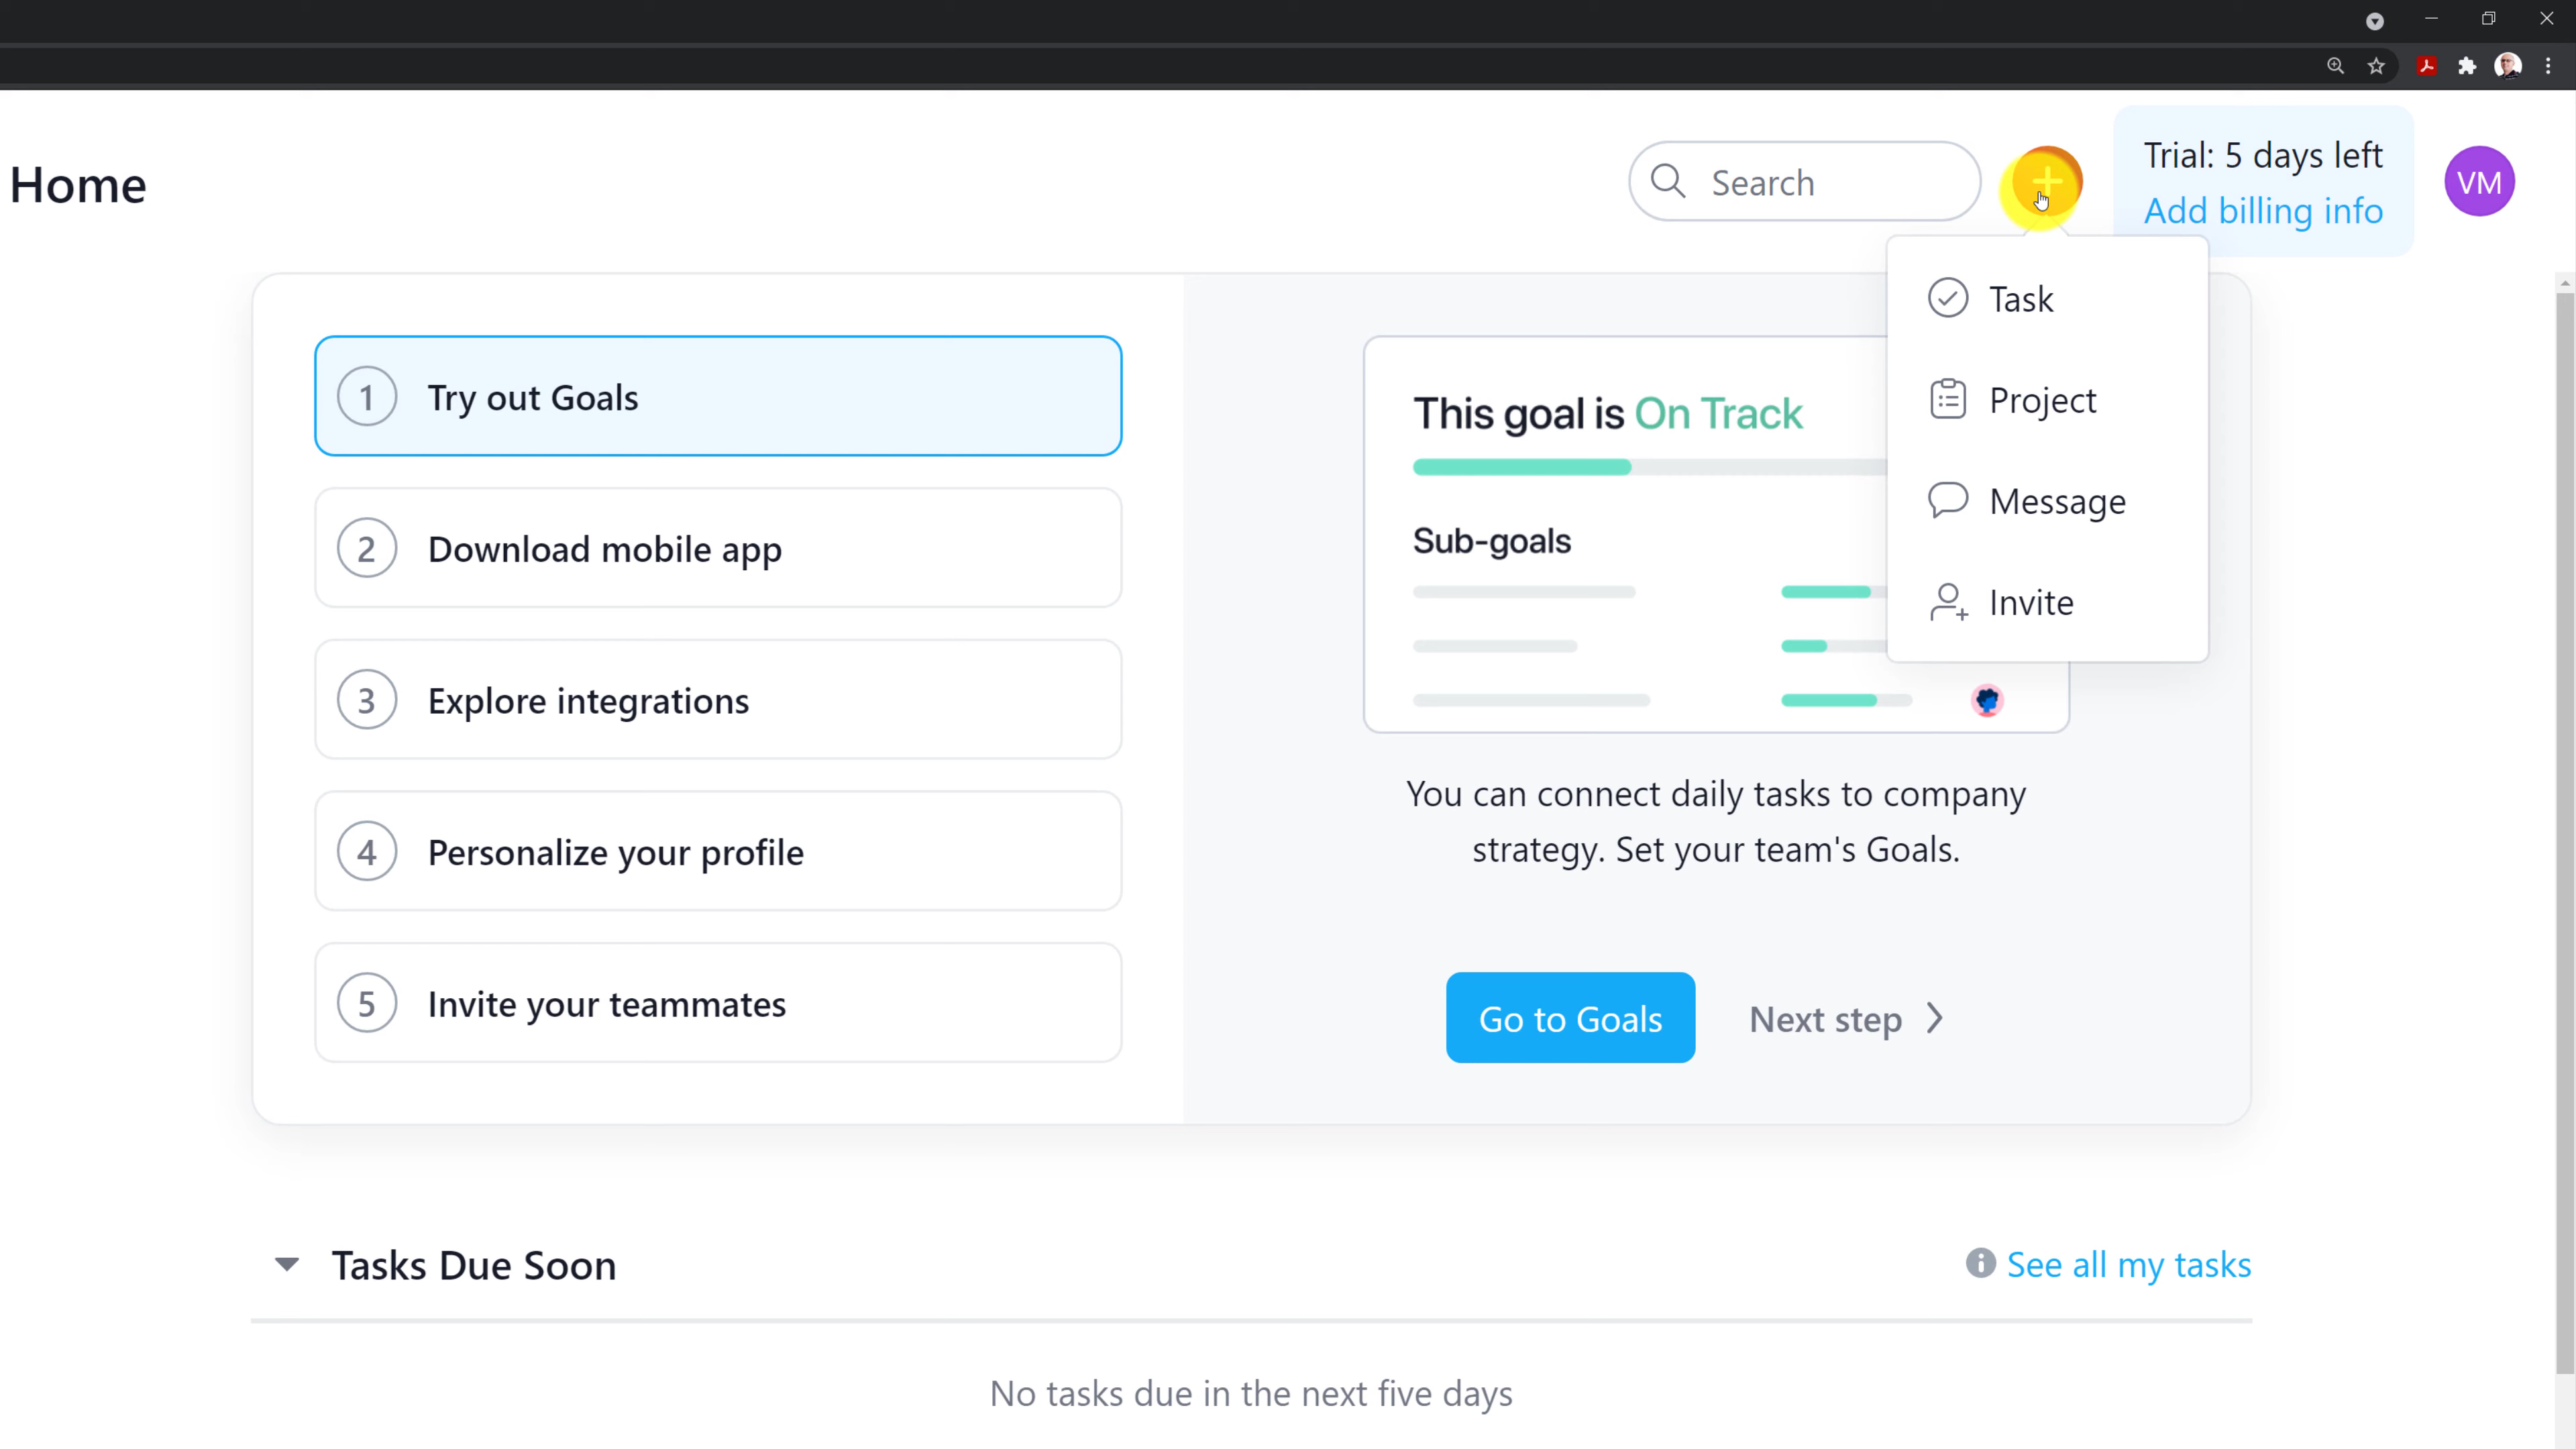 Home
Search
Trial: 5 days left
Add billing info
VM
Task
Project
Message
Invite
1 Try out Goals
2 Download mobile app
3 Explore integrations
4 Personalize your profile
5 Invite your teammates
This goal is On Track
Sub-goals
You can connect daily tasks to company
strategy. Set your team's Goals.
Go to Goals
Next step
Tasks Due Soon
See all my tasks
No tasks due in the next five days